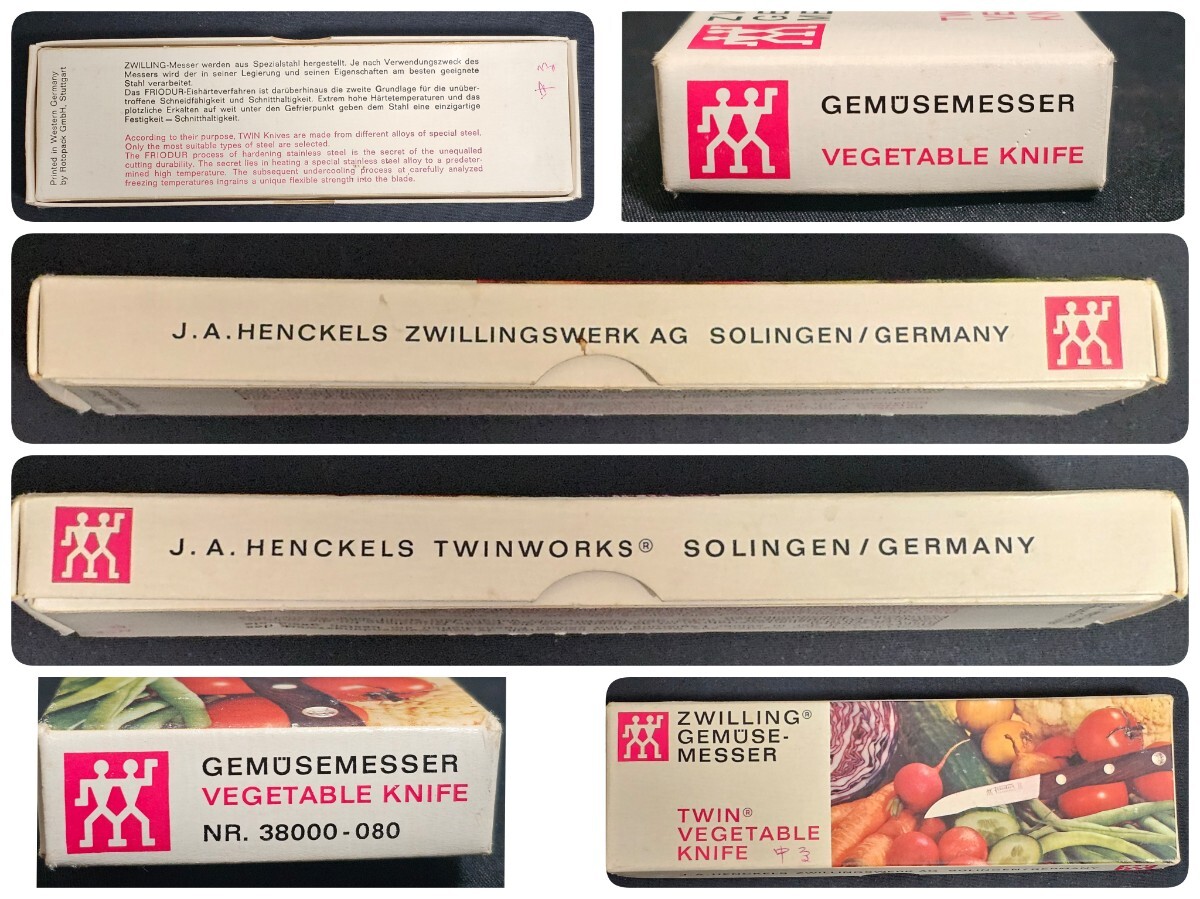 Printed in Western Germany
by Rotopack GmbH, Stuttgart
ZWILLING-Messer werden aus Spezialstahl hergestellt. Je nach Verwendungszweck des
Messers wird der in seiner Legierung und seinen Eigenschaften am besten geeignete
Stahl verarbeitet.
Das FRIODUR-Eishärteverfahren ist darüberhinaus die zweite Grundlage für die unüber-
troffene Schneidfähigkeit und Schnitthaltigkeit. Extrem hohe Härtetemperaturen und das
plötzliche Erkalten auf weit unter den Gefrierpunkt geben dem Stahl eine einzigartige
Festigkeit — Schnitthaltigkeit.
According to their purpose, TWIN Knives are made from different alloys of special steel.
Only the most suitable types of steel are selected.
The FRIODUR process of hardening stainless steel is the secret of the unequalled
cutting durability. The secret lies in heating a special stainless steel alloy to a predeter-
mined high temperature. The subsequent undercooling process at carefully analyzed
freezing temperatures ingrains a unique flexible strength into the blade.
GEMÜSEMESSER
VEGETABLE KNIFE
J.A.HENCKELS ZWILLINGSWERK AG SOLINGEN/GERMANY
J.A.HENCKELS TWINWORKS® SOLINGEN/GERMANY
GEMÜSEMESSER
VEGETABLE KNIFE
NR. 38000-080
ZWILLING®
GEMÜSE-
MESSER
TWIN®
VEGETABLE
KNIFE
J.A. HENCKELS ZWILLINGSWERK AG SOLINGEN/GERMANY